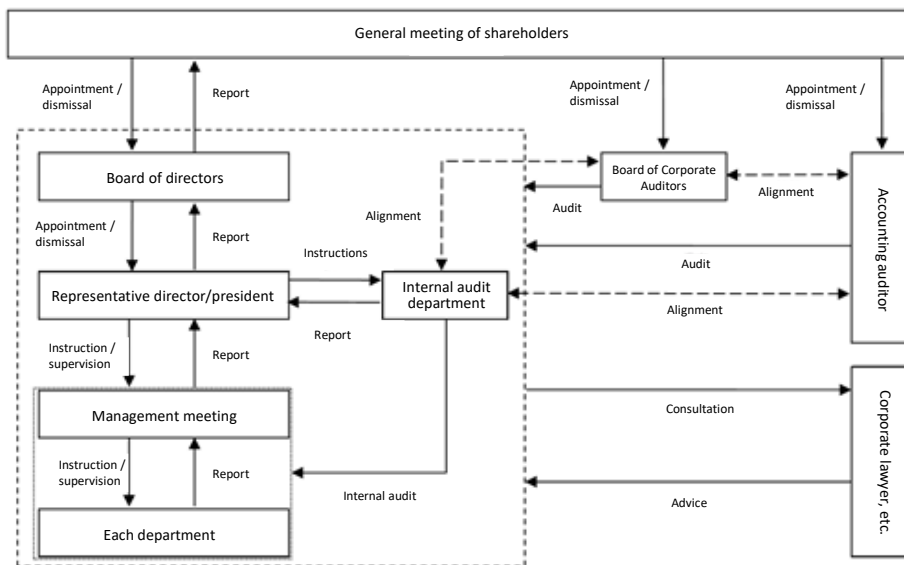 General meeting of shareholders
Appointment /
dismissal
Report
Appointment /
dismissal
Appointment /
dismissal
Board of directors
Board of Corporate
Auditors
Alignment
Accounting auditor
Audit
Alignment
Appointment /
dismissal
Report
Instructions
Audit
Representative director/president
Internal audit
department
Report
Alignment
Instruction /
supervision
Report
Management meeting
Consultation
Corporate lawyer,
etc.
Instruction /
supervision
Report
Internal audit
Advice
Each department